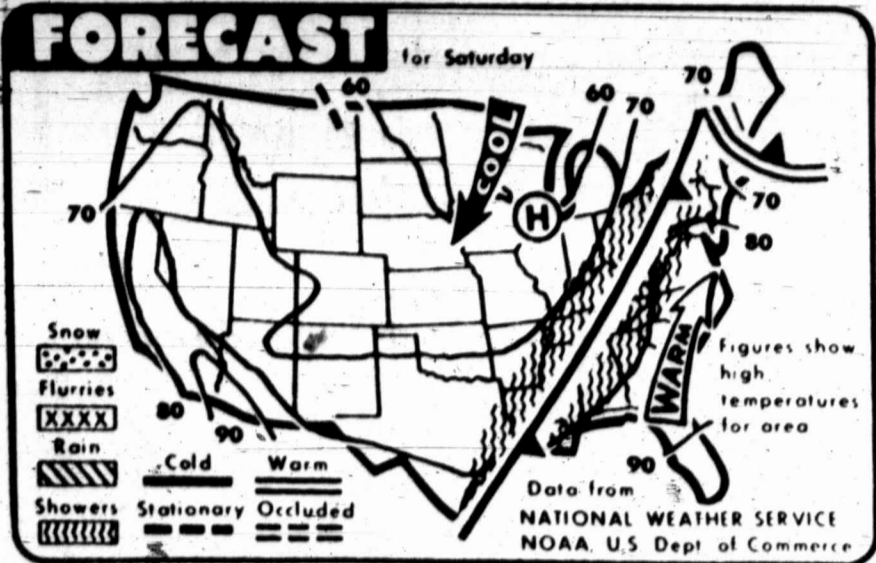 FORECAST for Saturday
60
70
60 70
COOL
H
70
70
80
Snow
Flurries
XXXX
Rain
Showers
80
90
Cold Warm
Stationary Occluded
WARM
Figures show
high
temperatures
for area
90
Data from
NATIONAL WEATHER SERVICE
NOAA, U.S. Dept of Commerce